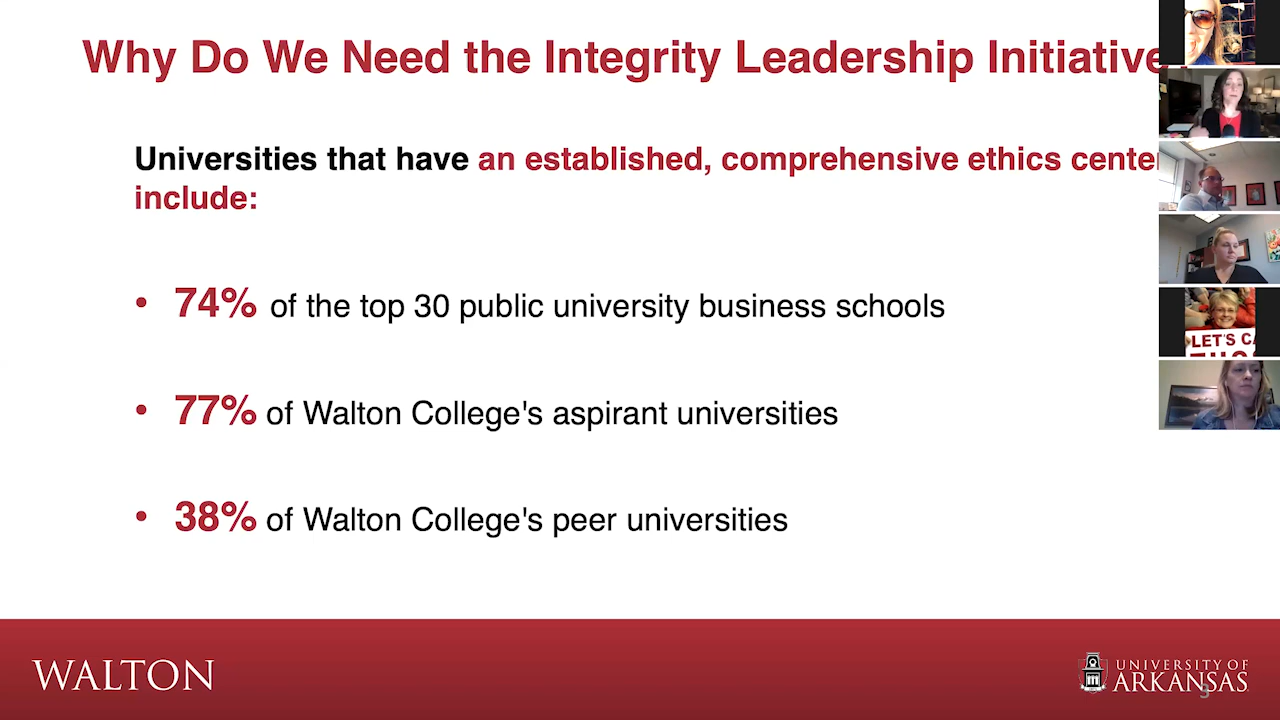 Why Do We Need the Integrity Leadership Initiative
Universities that have an established, comprehensive ethics center
include:
• 74% of the top 30 public university business schools
• 77% of Walton College's aspirant universities
• 38% of Walton College's peer universities
LET'S CA
WALTON
UNIVERSITY OF
ARKANSAS
3